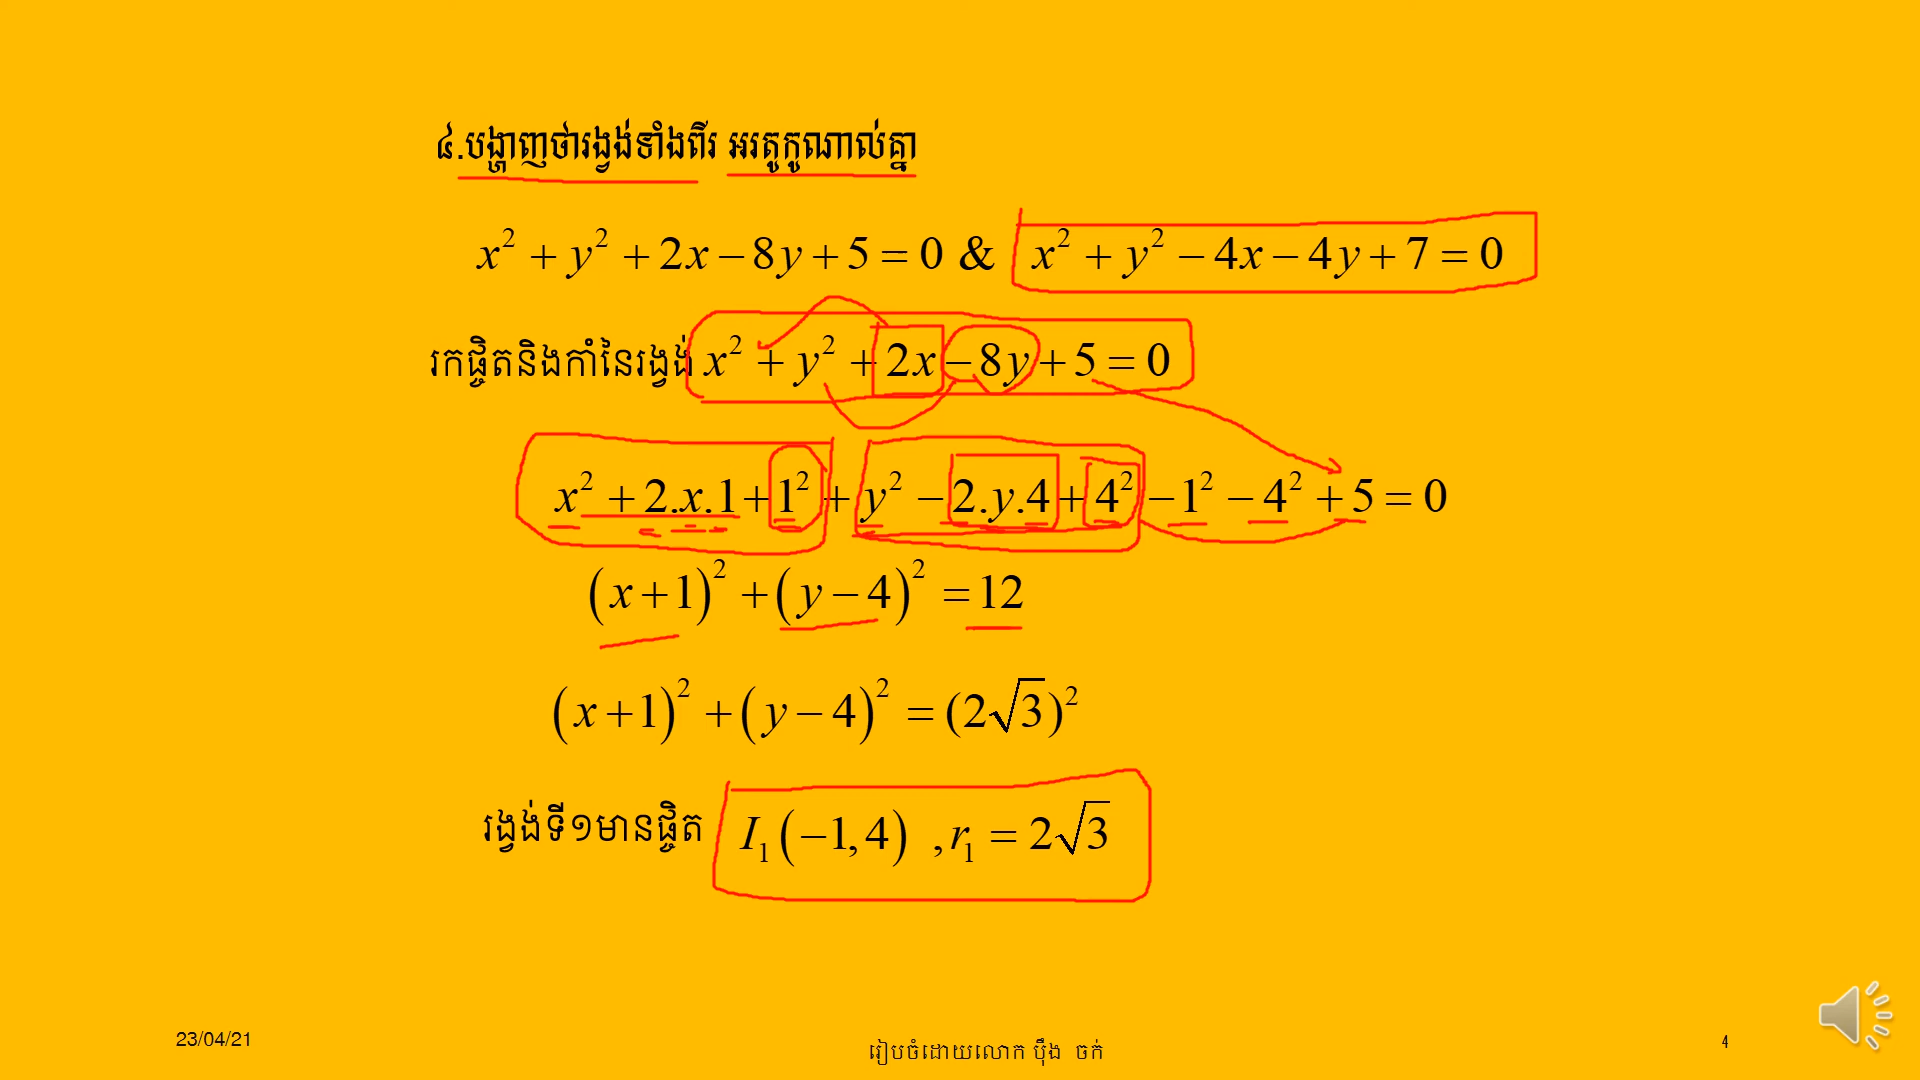 ៤.បង្ហាញថារង្វង់ទាំងពីរ អរតូកូណាល់គ្នា
x² + y² + 2x − 8y + 5 = 0 & x² + y² − 4x − 4y + 7 = 0
រកផ្ចិតនិងកាំនៃរង្វង់ x² + y² + 2x − 8y + 5 = 0
x² + 2.x.1 + 1² + y² − 2.y.4 + 4² − 1² − 4² + 5 = 0
(x + 1)² + (y − 4)² = 12
(x + 1)² + (y − 4)² = (2√3)²
រង្វង់ទី១មានផ្ចិត I₁(−1, 4) , r₁ = 2√3
23/04/21
រៀបចំដោយលោក ប៉ឹង ចក់
4